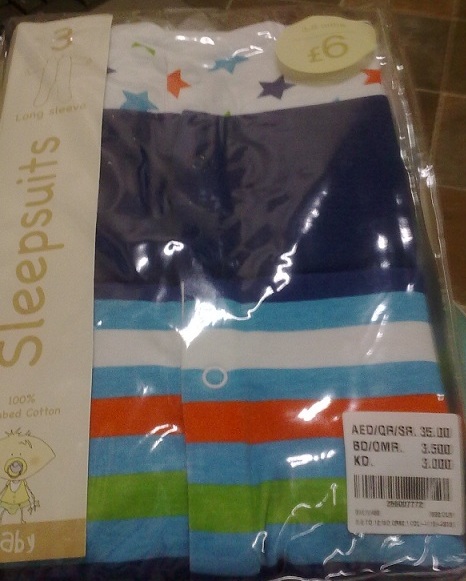 3
Long sleeve
Sleepsuits
100%
Cotton
aby
£6
AED/QR/SR. 35.00
BD/OMR. 3.500
KD. 3.000